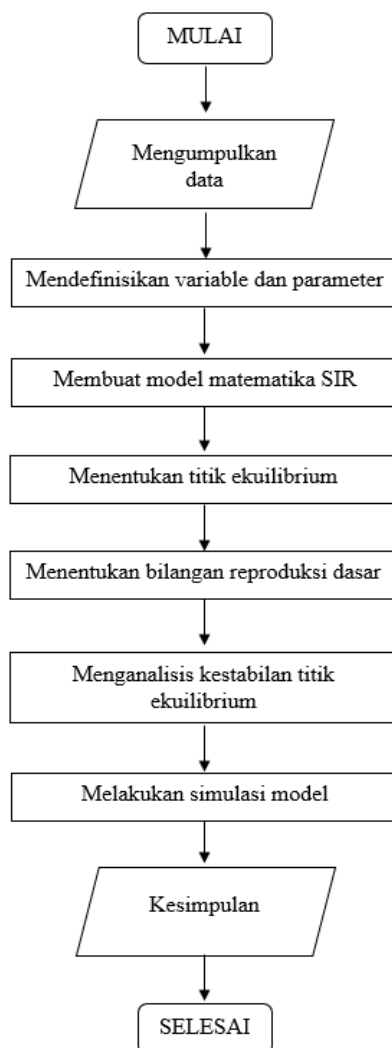 MULAI
Mengumpulkan
data
Mendefinisikan variable dan parameter
Membuat model matematika SIR
Menentukan titik ekuilibrium
Menentukan bilangan reproduksi dasar
Menganalisis kestabilan titik
ekuilibrium
Melakukan simulasi model
Kesimpulan
SELESAI